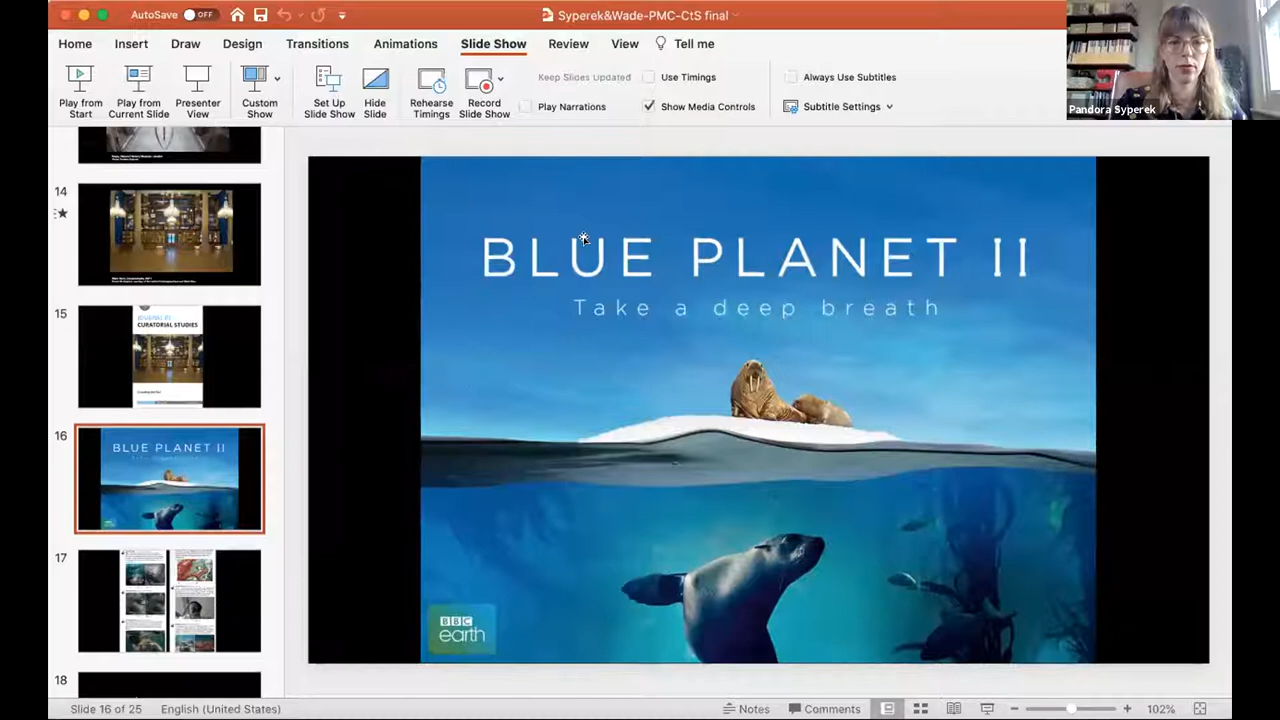 AutoSave OFF
Syperek&Wade-PMC-CtS final
Home Insert Draw Design Transitions Animations Slide Show Review View Tell me
Play from Start
Play from Current Slide
Presenter View
Custom Show
Set Up Slide Show
Hide Slide
Rehearse Timings
Record Slide Show
Keep Slides Updated
Use Timings
Play Narrations
Show Media Controls
Always Use Subtitles
Subtitle Settings
Pandora Syperek
14
15
CURATORIAL STUDIES
16
BLUE PLANET II
17
18
BLUE PLANET II
Take a deep breath
BBC
earth
Slide 16 of 25
English (United States)
Notes
Comments
102%